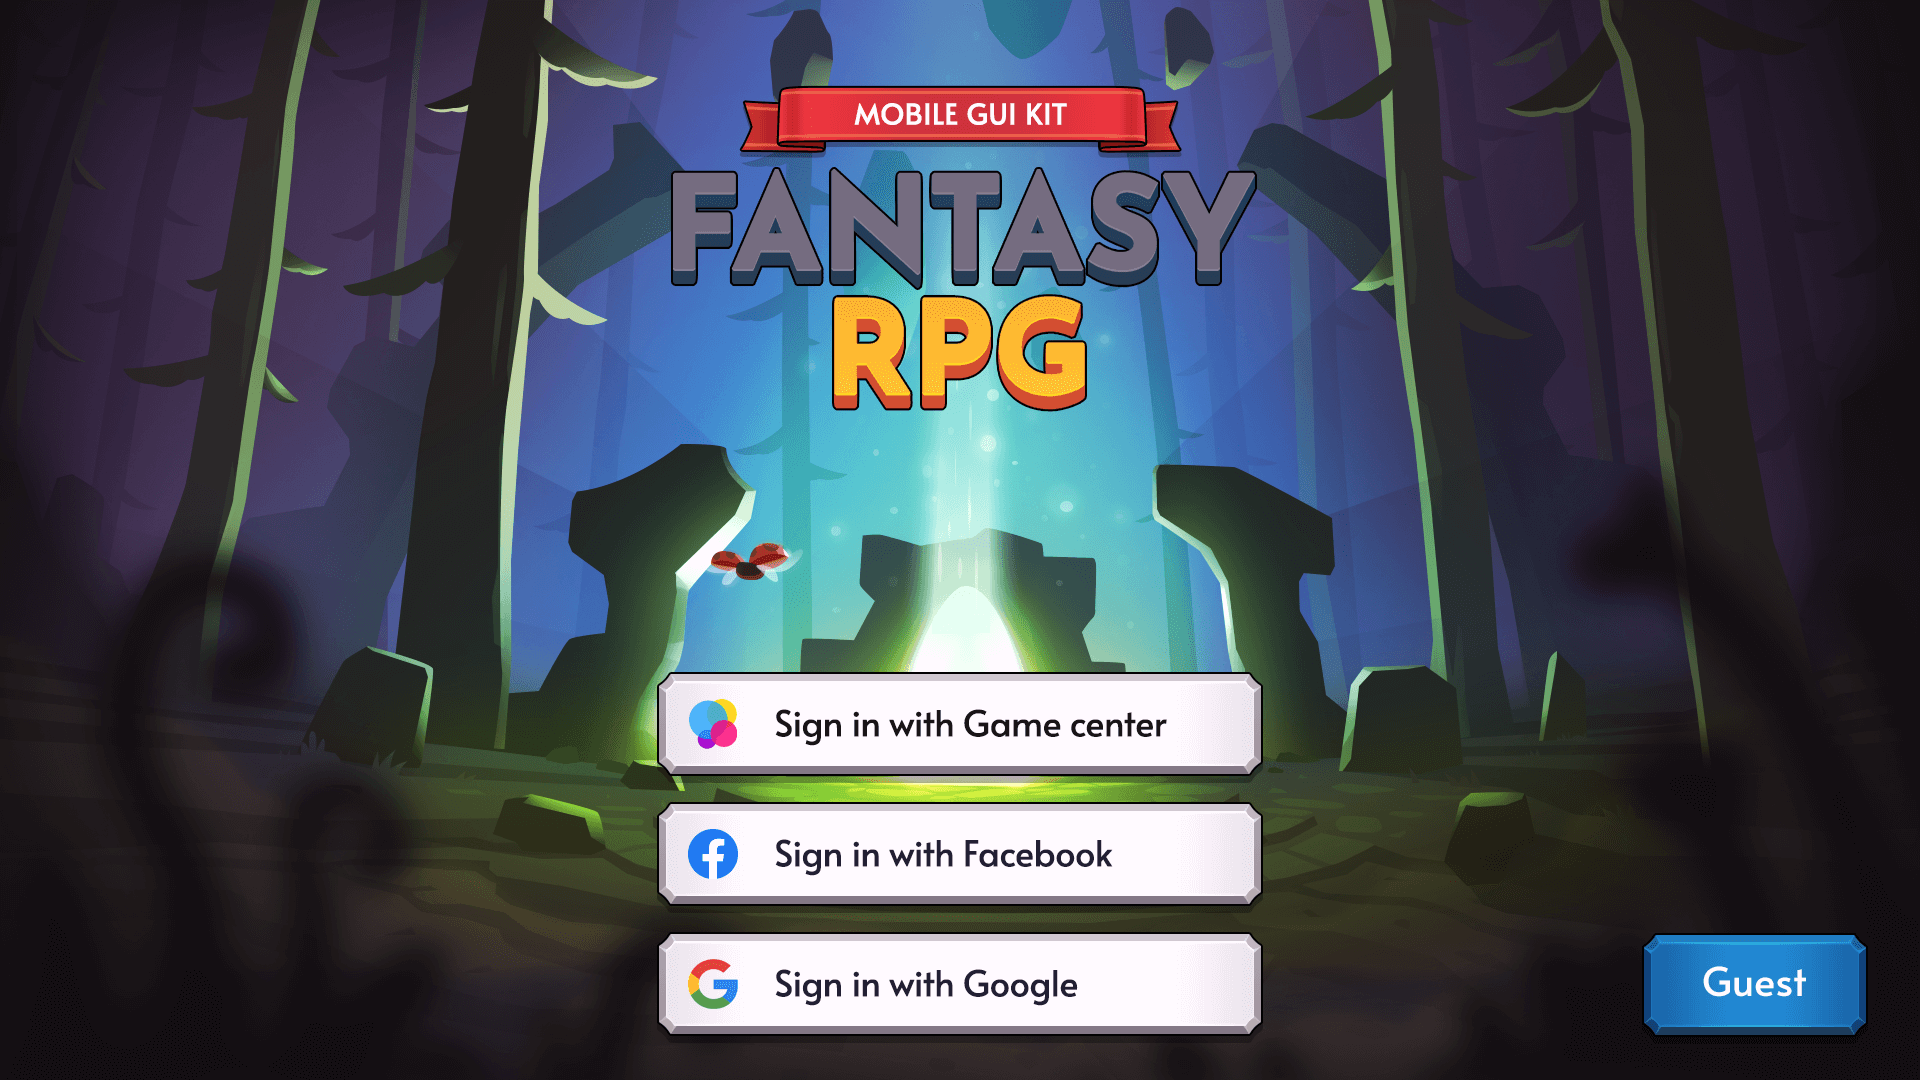 MOBILE GUI KIT
FANTASY
RPG
Sign in with Game center
Sign in with Facebook
Sign in with Google
Guest